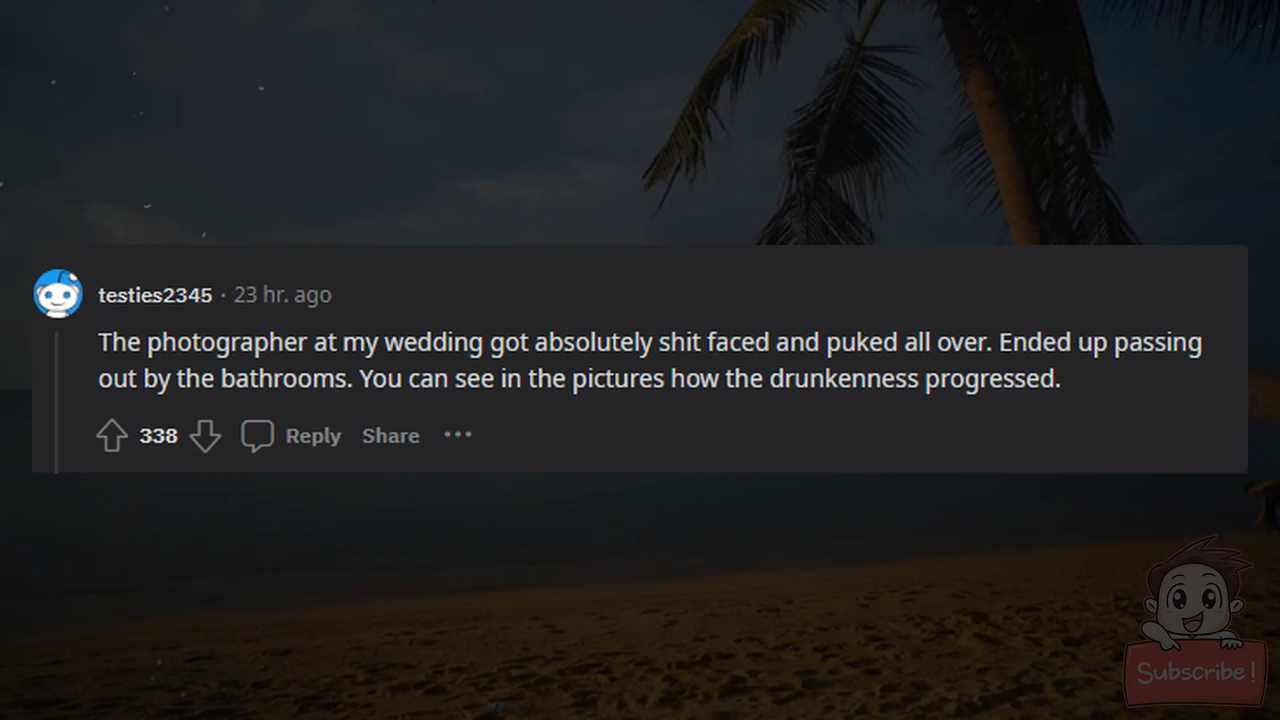 testies2345 · 23 hr. ago
The photographer at my wedding got absolutely shit faced and puked all over. Ended up passing
out by the bathrooms. You can see in the pictures how the drunkenness progressed.
338 Reply Share ···
Subscribe!